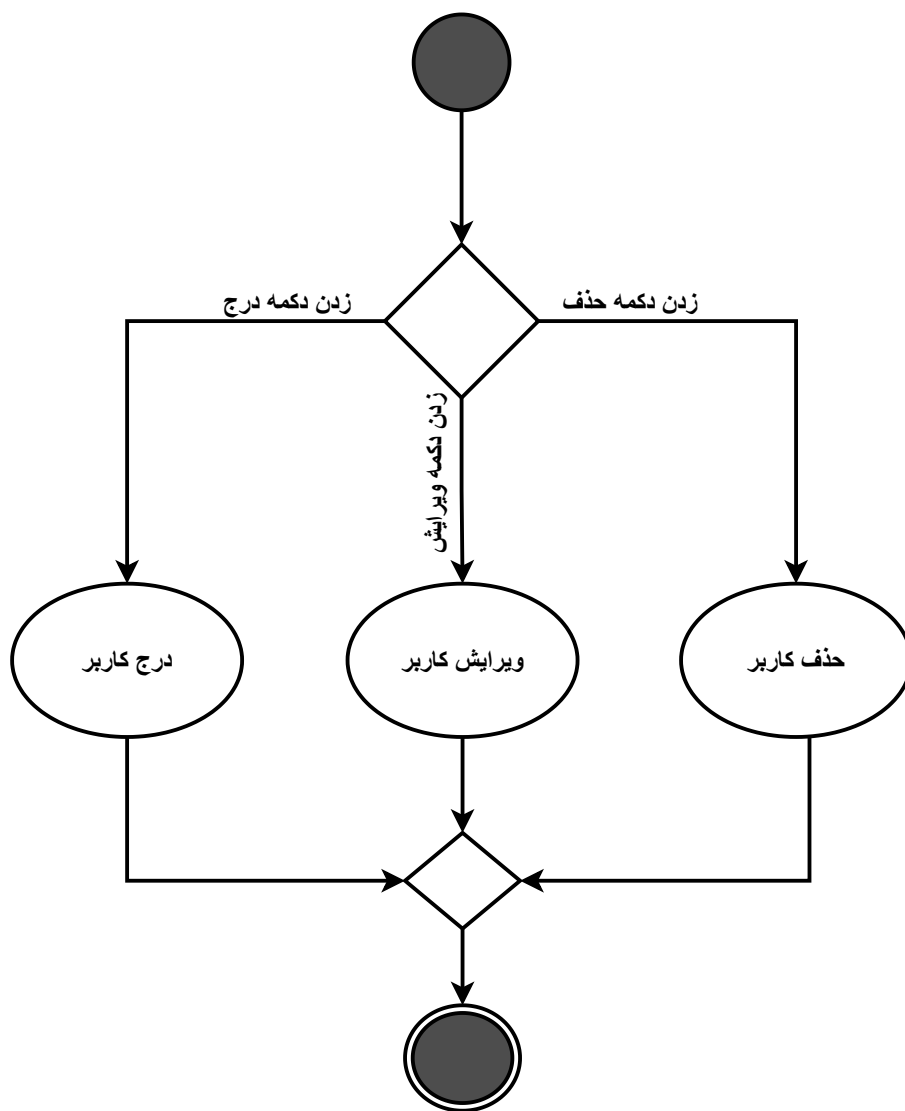 زدن دکمه حذف
زدن دکمه درج
زدن دکمه ویرایش
حذف کاربر
ویرایش کاربر
درج کاربر